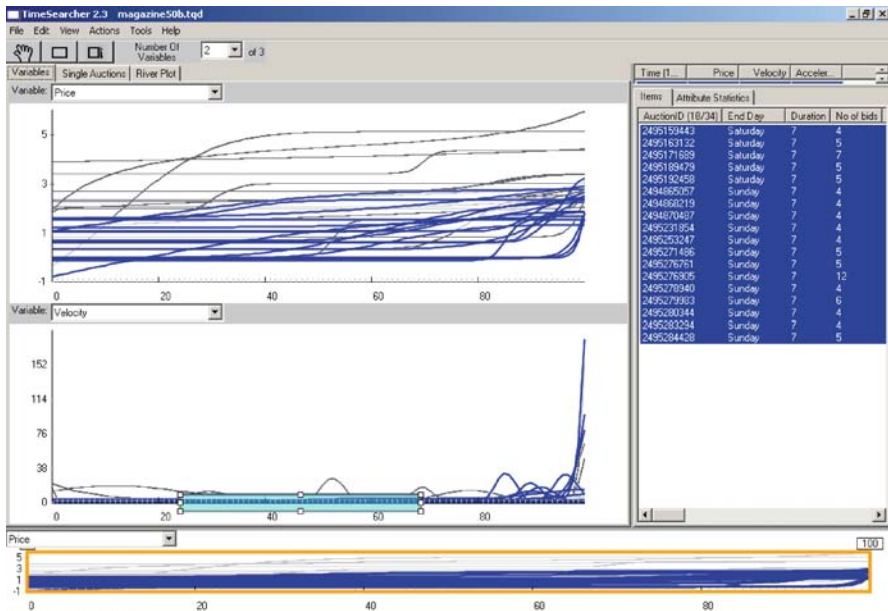 TimeSearcher 2.3 magazine50b.tqd
File Edit View Actions Tools Help
Number Of Variables 2 of 3
Variables Single Auctions River Plot
Variable: Price
5
3
1
-1
0 20 40 60 80
Variable: Velocity
152
114
76
38
0
0 20 40 60 80
Time (1... Price Velocity Acceler...
Items Attribute Statistics
AuctionID (18/34) End Day Duration No of bids
2495159443 Saturday 7 4
2495163132 Saturday 7 5
2495171689 Saturday 7 7
2495189479 Saturday 7 5
2495192458 Saturday 7 5
2494865057 Sunday 7 4
2494868219 Sunday 7 4
2494870487 Sunday 7 4
2495231854 Sunday 7 4
2495253247 Sunday 7 4
2495271486 Sunday 7 5
2495276761 Sunday 7 5
2495276905 Sunday 7 12
2495278940 Sunday 7 4
2495279983 Sunday 7 6
2495280344 Sunday 7 4
2495283294 Sunday 7 4
2495284428 Sunday 7 5
Price
100
5
3
1
-1
0 20 40 60 80